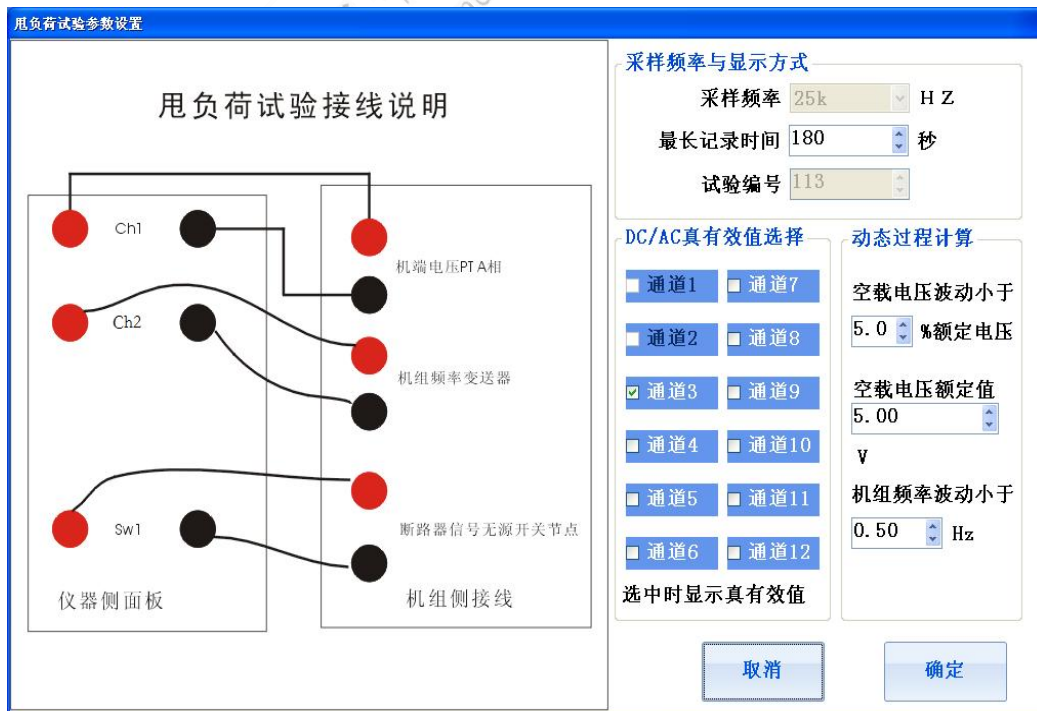 甩负荷试验参数设置
甩负荷试验接线说明
Ch1
机端电压PT A相
Ch2
机组频率变送器
Sw1
断路器信号无源开关节点
仪器侧面板
机组侧接线
采样频率与显示方式
采样频率 25k HZ
最长记录时间 180 秒
试验编号 113
DC/AC真有效值选择
通道1 通道7
通道2 通道8
通道3 通道9
通道4 通道10
通道5 通道11
通道6 通道12
选中时显示真有效值
动态过程计算
空载电压波动小于
5.0 %额定电压
空载电压额定值
5.00
V
机组频率波动小于
0.50 Hz
取消 确定